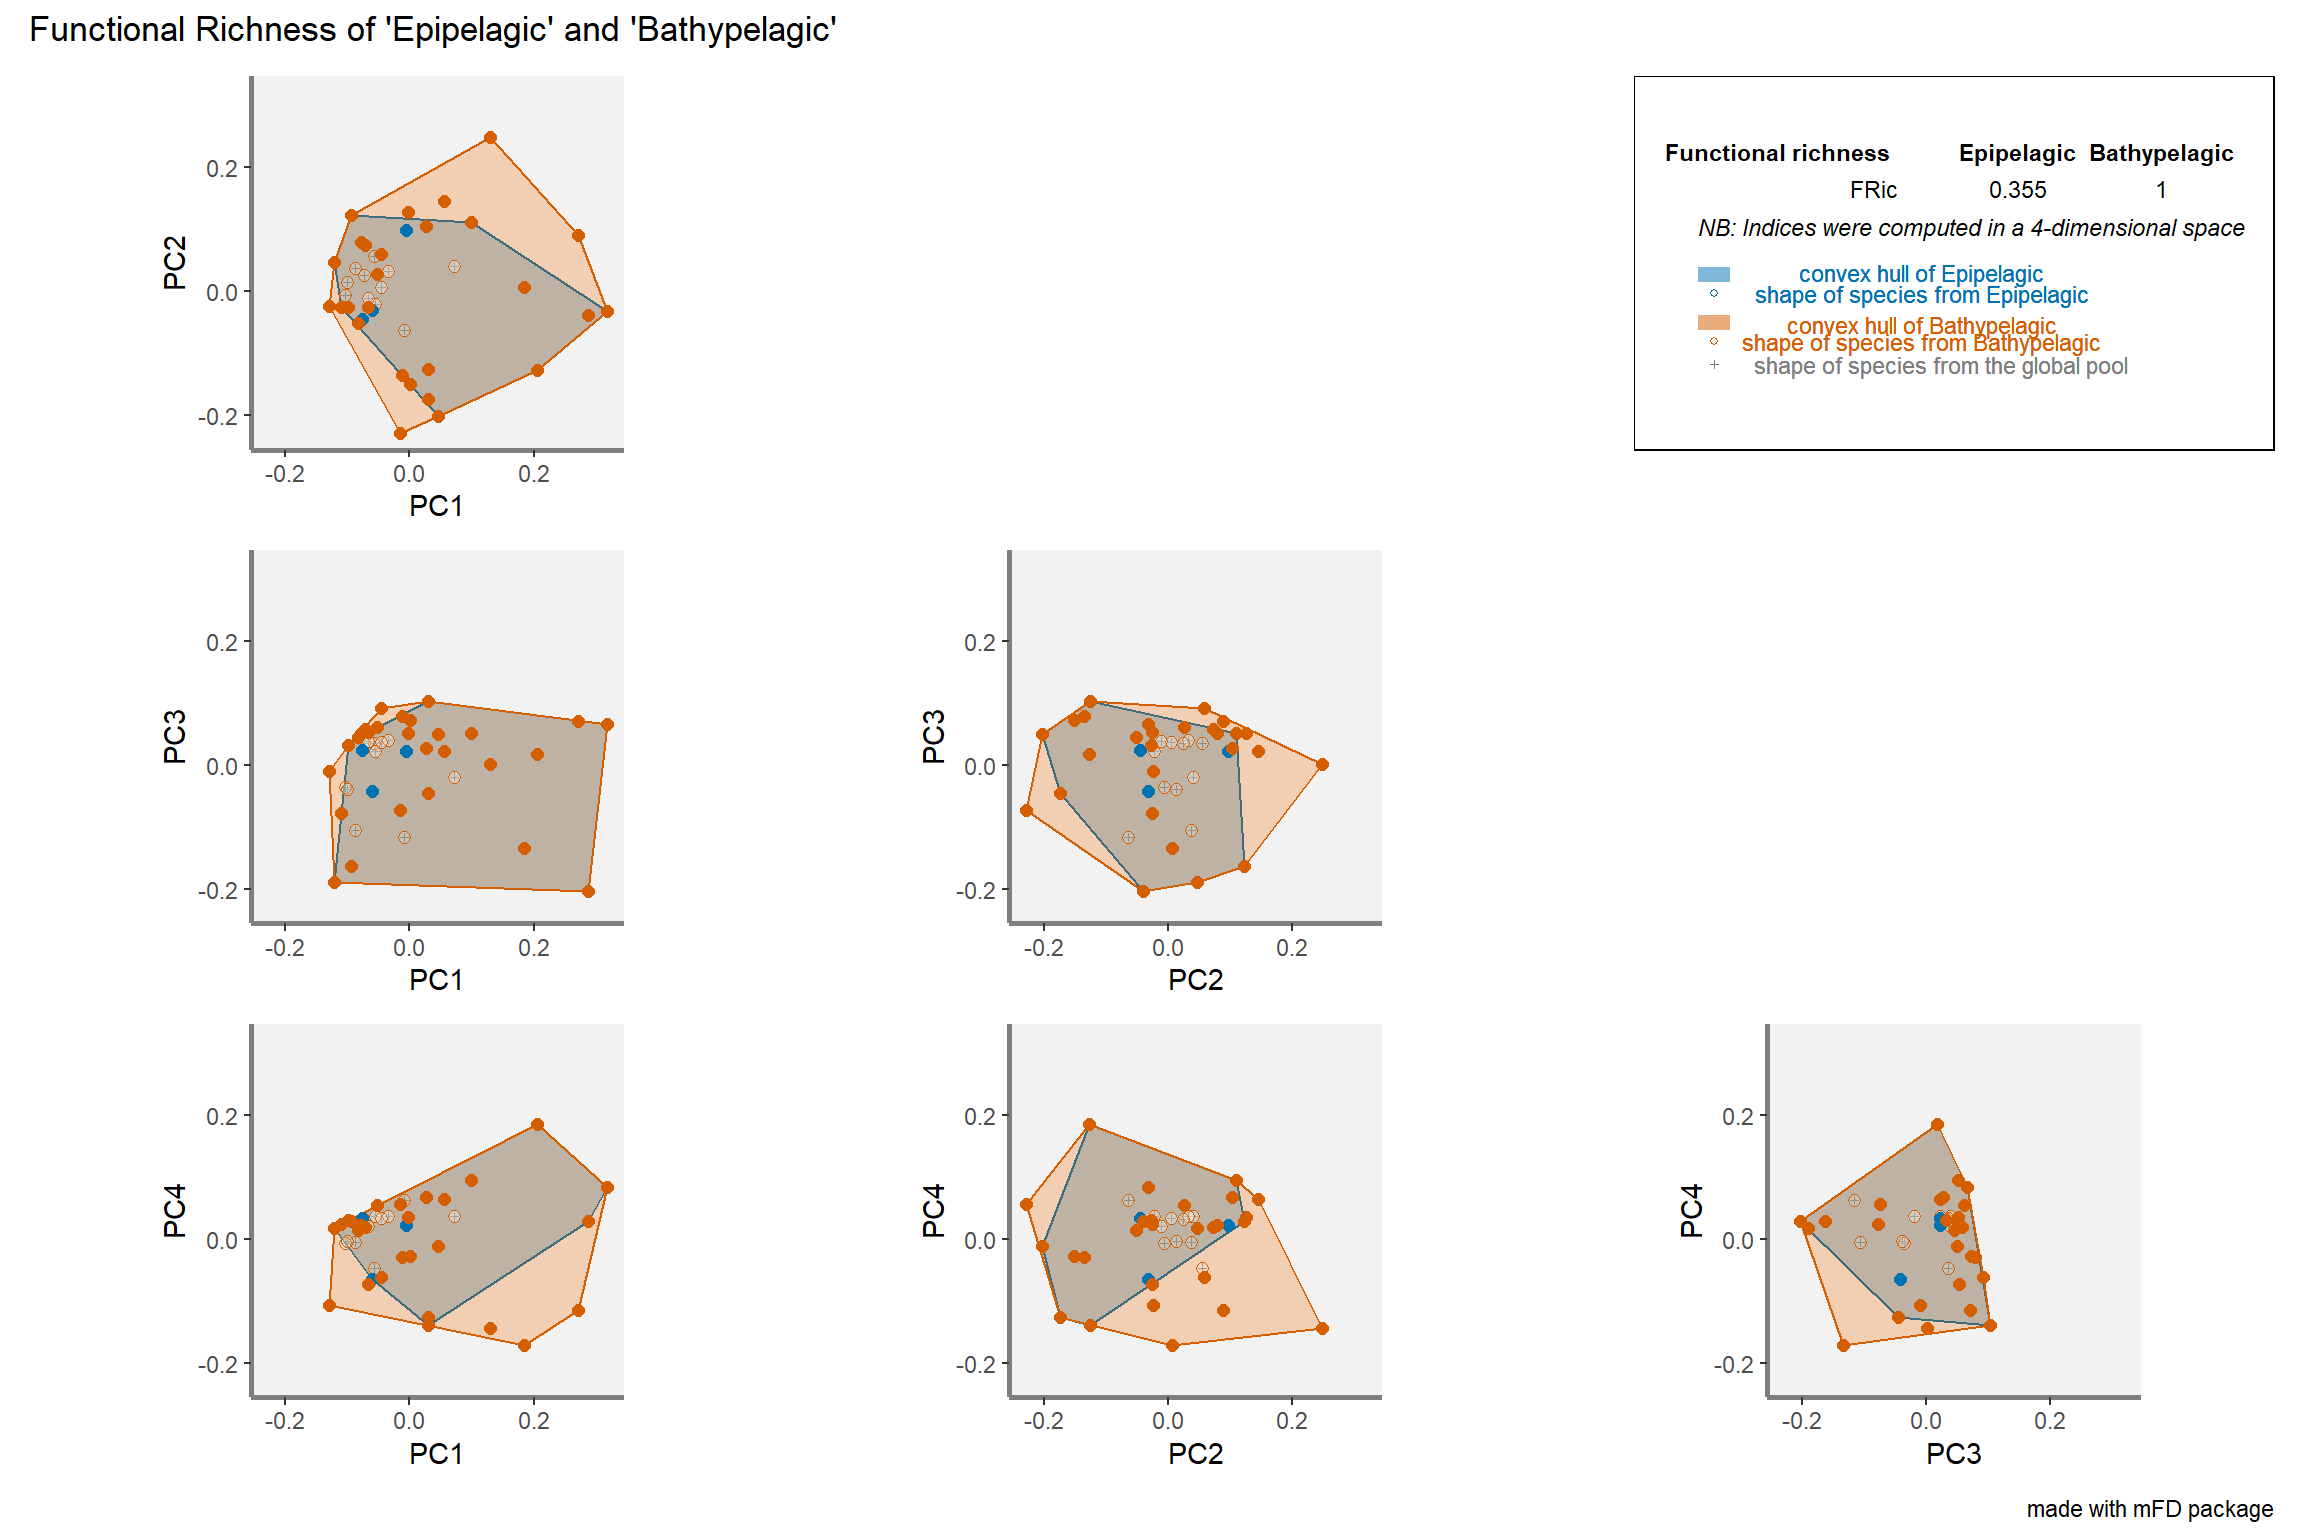 Functional Richness of 'Epipelagic' and 'Bathypelagic'
PC2
0.2
0.0
-0.2
-0.2 0.0 0.2
PC1
Functional richness Epipelagic Bathypelagic
FRic 0.355 1
NB: Indices were computed in a 4-dimensional space
convex hull of Epipelagic
shape of species from Epipelagic
convex hull of Bathypelagic
shape of species from Bathypelagic
shape of species from the global pool
PC3
0.2
0.0
-0.2
-0.2 0.0 0.2
PC1
PC3
0.2
0.0
-0.2
-0.2 0.0 0.2
PC2
PC4
0.2
0.0
-0.2
-0.2 0.0 0.2
PC1
PC4
0.2
0.0
-0.2
-0.2 0.0 0.2
PC2
PC4
0.2
0.0
-0.2
-0.2 0.0 0.2
PC3
made with mFD package